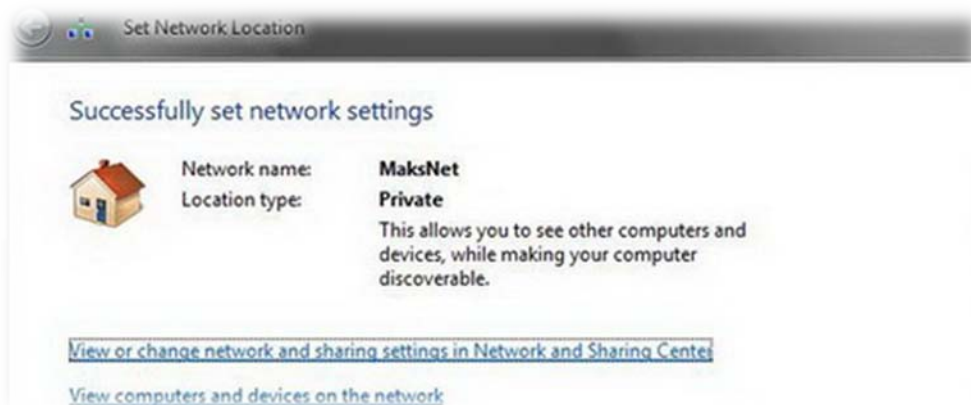 Set Network Location
Successfully set network settings
Network name: MaksNet
Location type: Private
This allows you to see other computers and
devices, while making your computer
discoverable.
View or change network and sharing settings in Network and Sharing Center
View computers and devices on the network